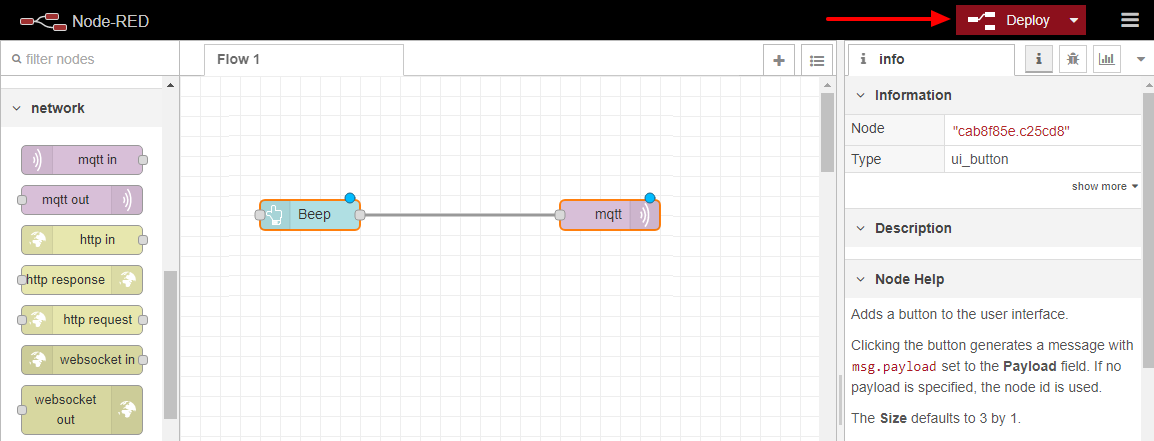 Node-RED
Deploy
filter nodes
network
mqtt in
mqtt out
http in
http response
http request
websocket in
websocket
out
Flow 1
Beep
mqtt
info
Information
Node "cab8f85e.c25cd8"
Type ui_button
show more
Description
Node Help
Adds a button to the user interface.
Clicking the button generates a message with
msg.payload set to the Payload field. If no
payload is specified, the node id is used.
The Size defaults to 3 by 1.